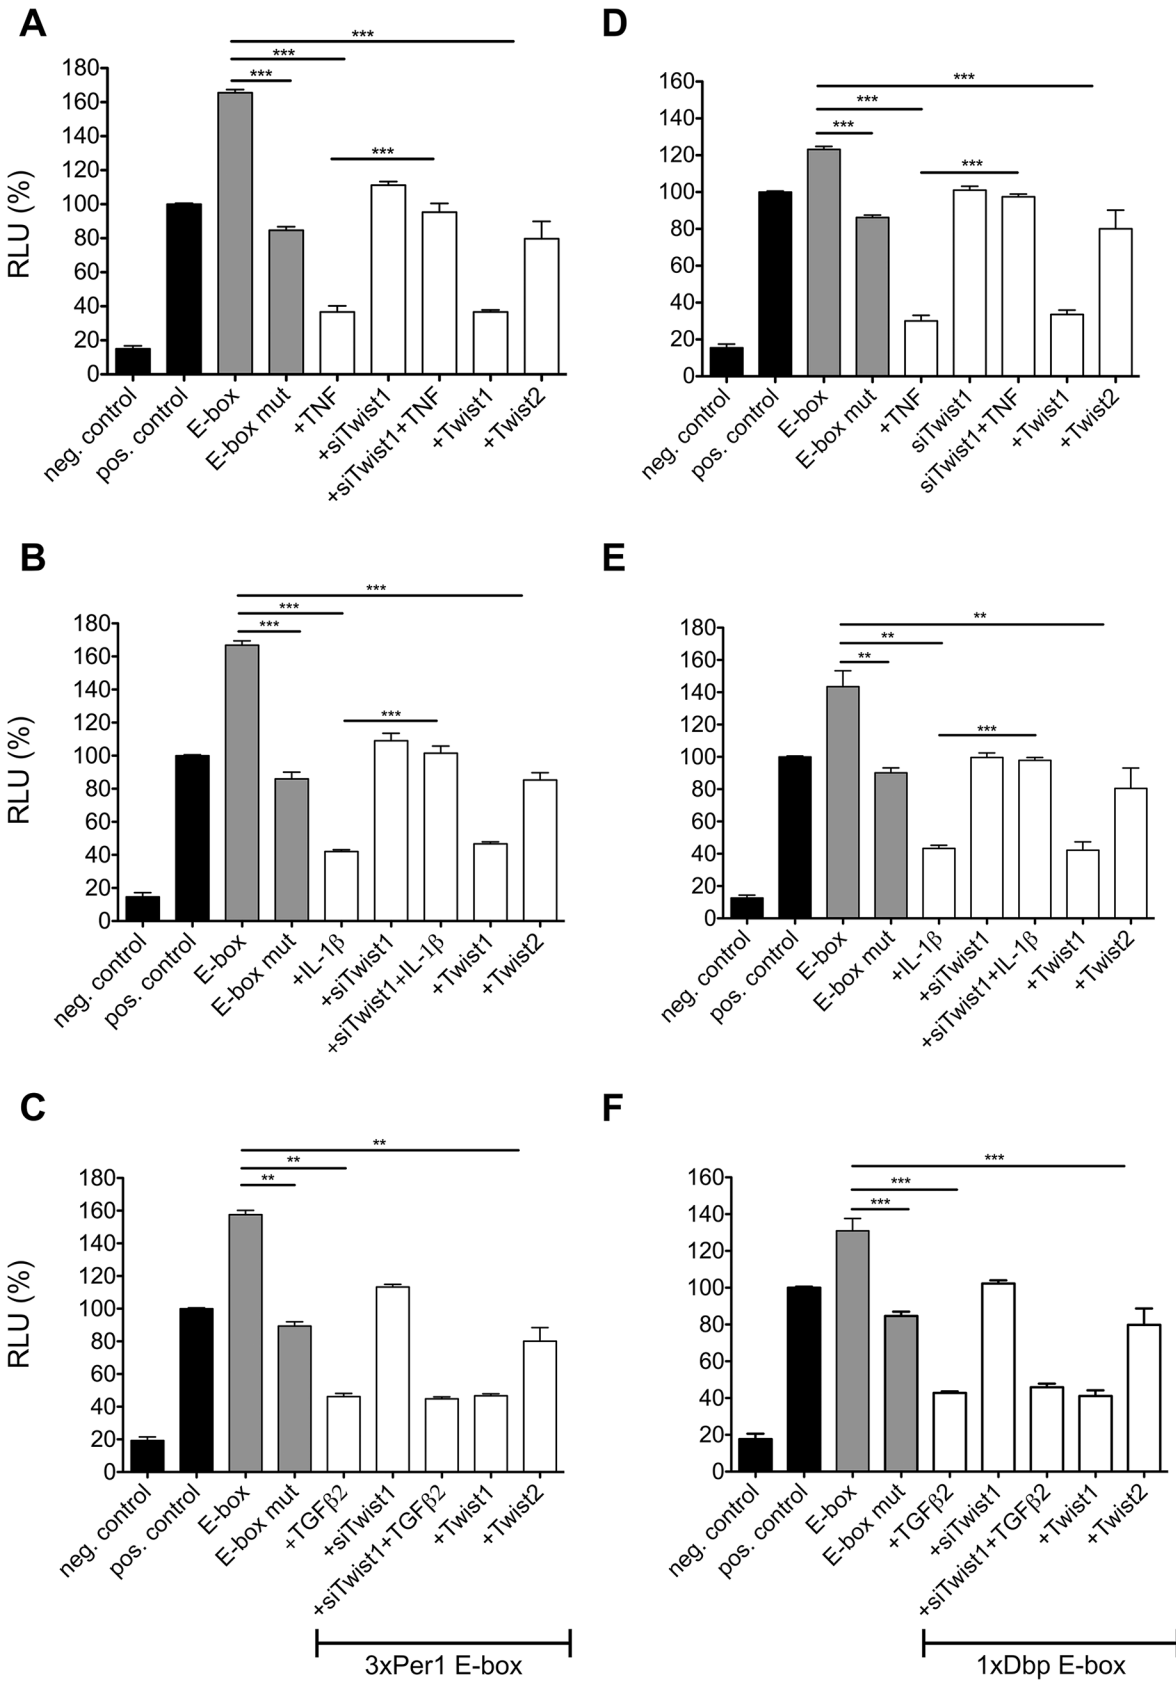 A
***
***
***
***
RLU (%)
180
160
140
120
100
80
60
40
20
0
neg. control
pos. control
E-box
E-box mut
+TNF
+siTwist1
+siTwist1+TNF
+Twist1
+Twist2
D
***
***
***
***
160
140
120
100
80
60
40
20
0
neg. control
pos. control
E-box
E-box mut
+TNF
siTwist1
siTwist1+TNF
+Twist1
+Twist2
B
***
***
***
***
RLU (%)
180
160
140
120
100
80
60
40
20
0
neg. control
pos. control
E-box
E-box mut
+IL-1β
+siTwist1
+siTwist1+IL-1β
+Twist1
+Twist2
E
**
**
**
***
180
160
140
120
100
80
60
40
20
0
neg. control
pos. control
E-box
E-box mut
+IL-1β
+siTwist1
+siTwist1+IL-1β
+Twist1
+Twist2
C
**
**
**
RLU (%)
180
160
140
120
100
80
60
40
20
0
neg. control
pos. control
E-box
E-box mut
+TGFβ2
+siTwist1
+siTwist1+TGFβ2
+Twist1
+Twist2
3xPer1 E-box
F
***
***
***
160
140
120
100
80
60
40
20
0
neg. control
pos. control
E-box
E-box mut
+TGFβ2
+siTwist1
+siTwist1+TGFβ2
+Twist1
+Twist2
1xDbp E-box